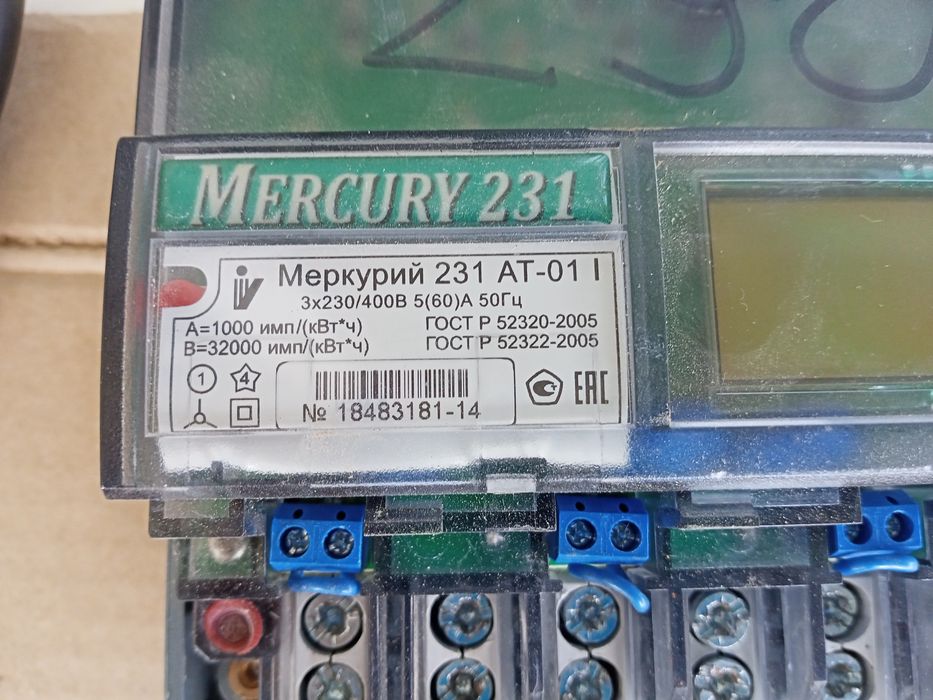 MERCURY 231
Меркурий 231 АТ-01 I
3х230/400В 5(60)А 50Гц
А=1000 имп/(кВт*ч) ГОСТ Р 52320-2005
В=32000 имп/(кВт*ч) ГОСТ Р 52322-2005
1 4
№ 18483181-14
ЕАС